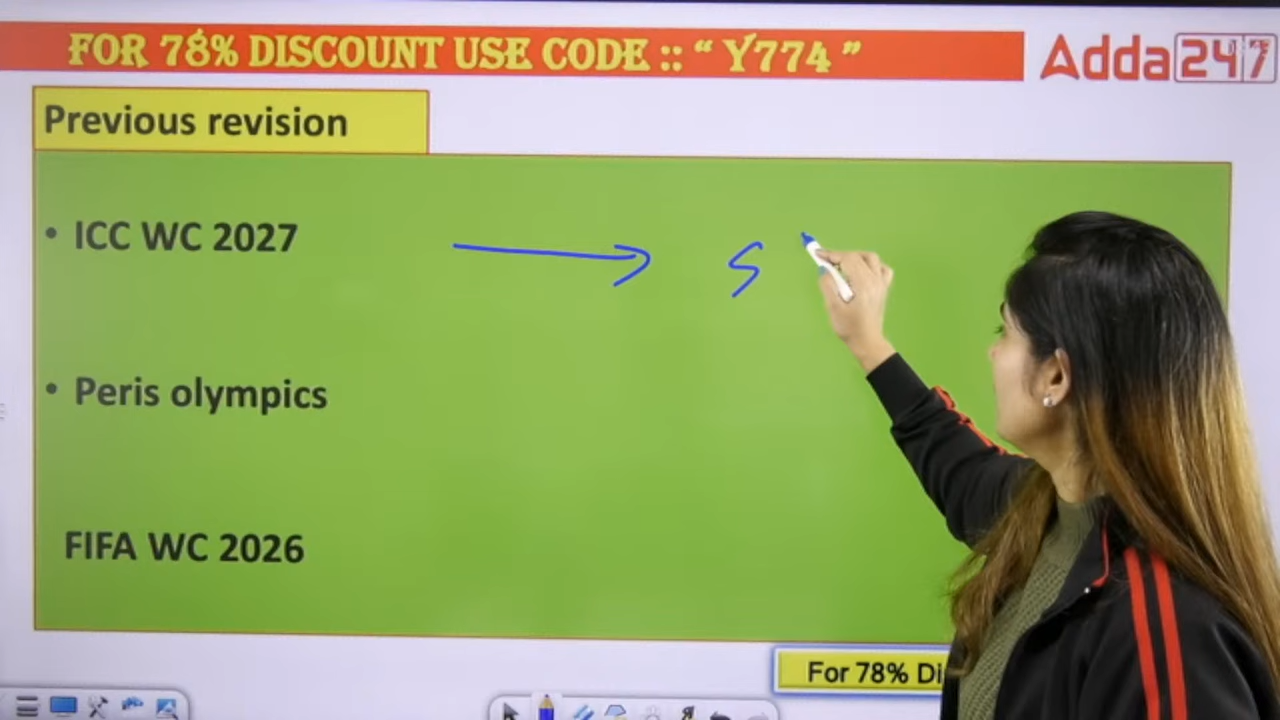 FOR 78% DISCOUNT USE CODE :: “ Y774 ”
Adda247
Previous revision
• ICC WC 2027
S
• Peris olympics
FIFA WC 2026
For 78% Di